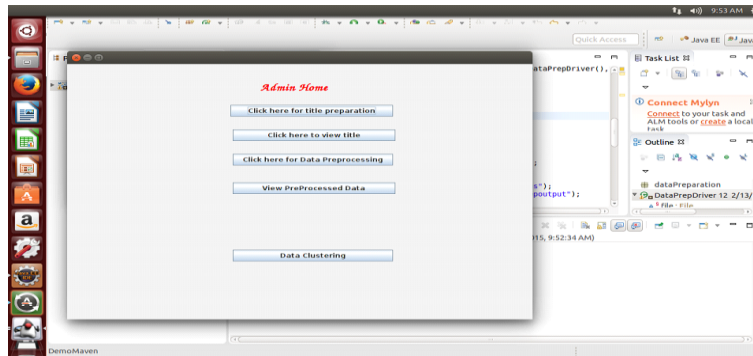 9:53 AM
Quick Access
Java EE
Jav
Admin Home
Click here for title preparation
Click here to view title
Click here for Data Preprocessing
View PreProcessed Data
Data Clustering
ataPrepDriver(),
;
s");
poutput");
015, 9:52:34 AM)
Task List
Connect Mylyn
Connect to your task and
ALM tools or create a local
task
Outline
dataPreparation
DataPrepDriver 12 2/13/
file : File
DemoMaven